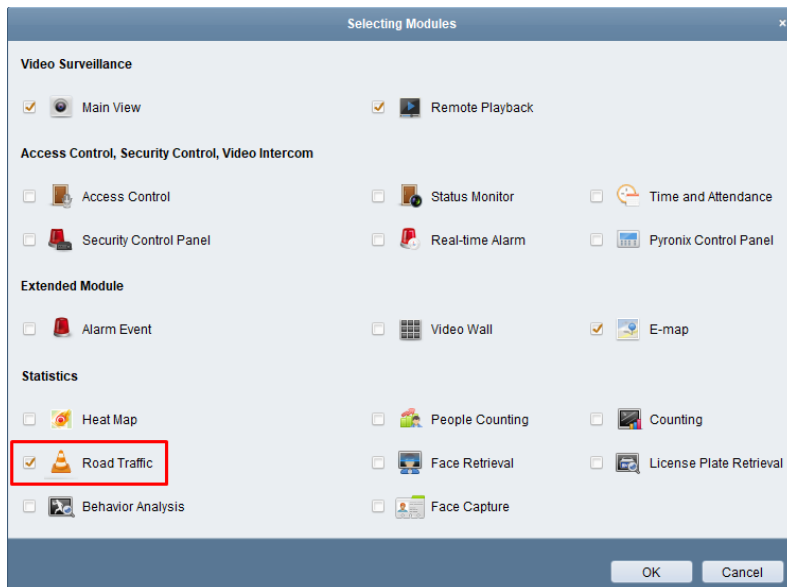 Selecting Modules
Video Surveillance
Main View Remote Playback
Access Control, Security Control, Video Intercom
Access Control Status Monitor Time and Attendance
Security Control Panel Real-time Alarm Pyronix Control Panel
Extended Module
Alarm Event Video Wall E-map
Statistics
Heat Map People Counting Counting
Road Traffic Face Retrieval License Plate Retrieval
Behavior Analysis Face Capture
OK Cancel